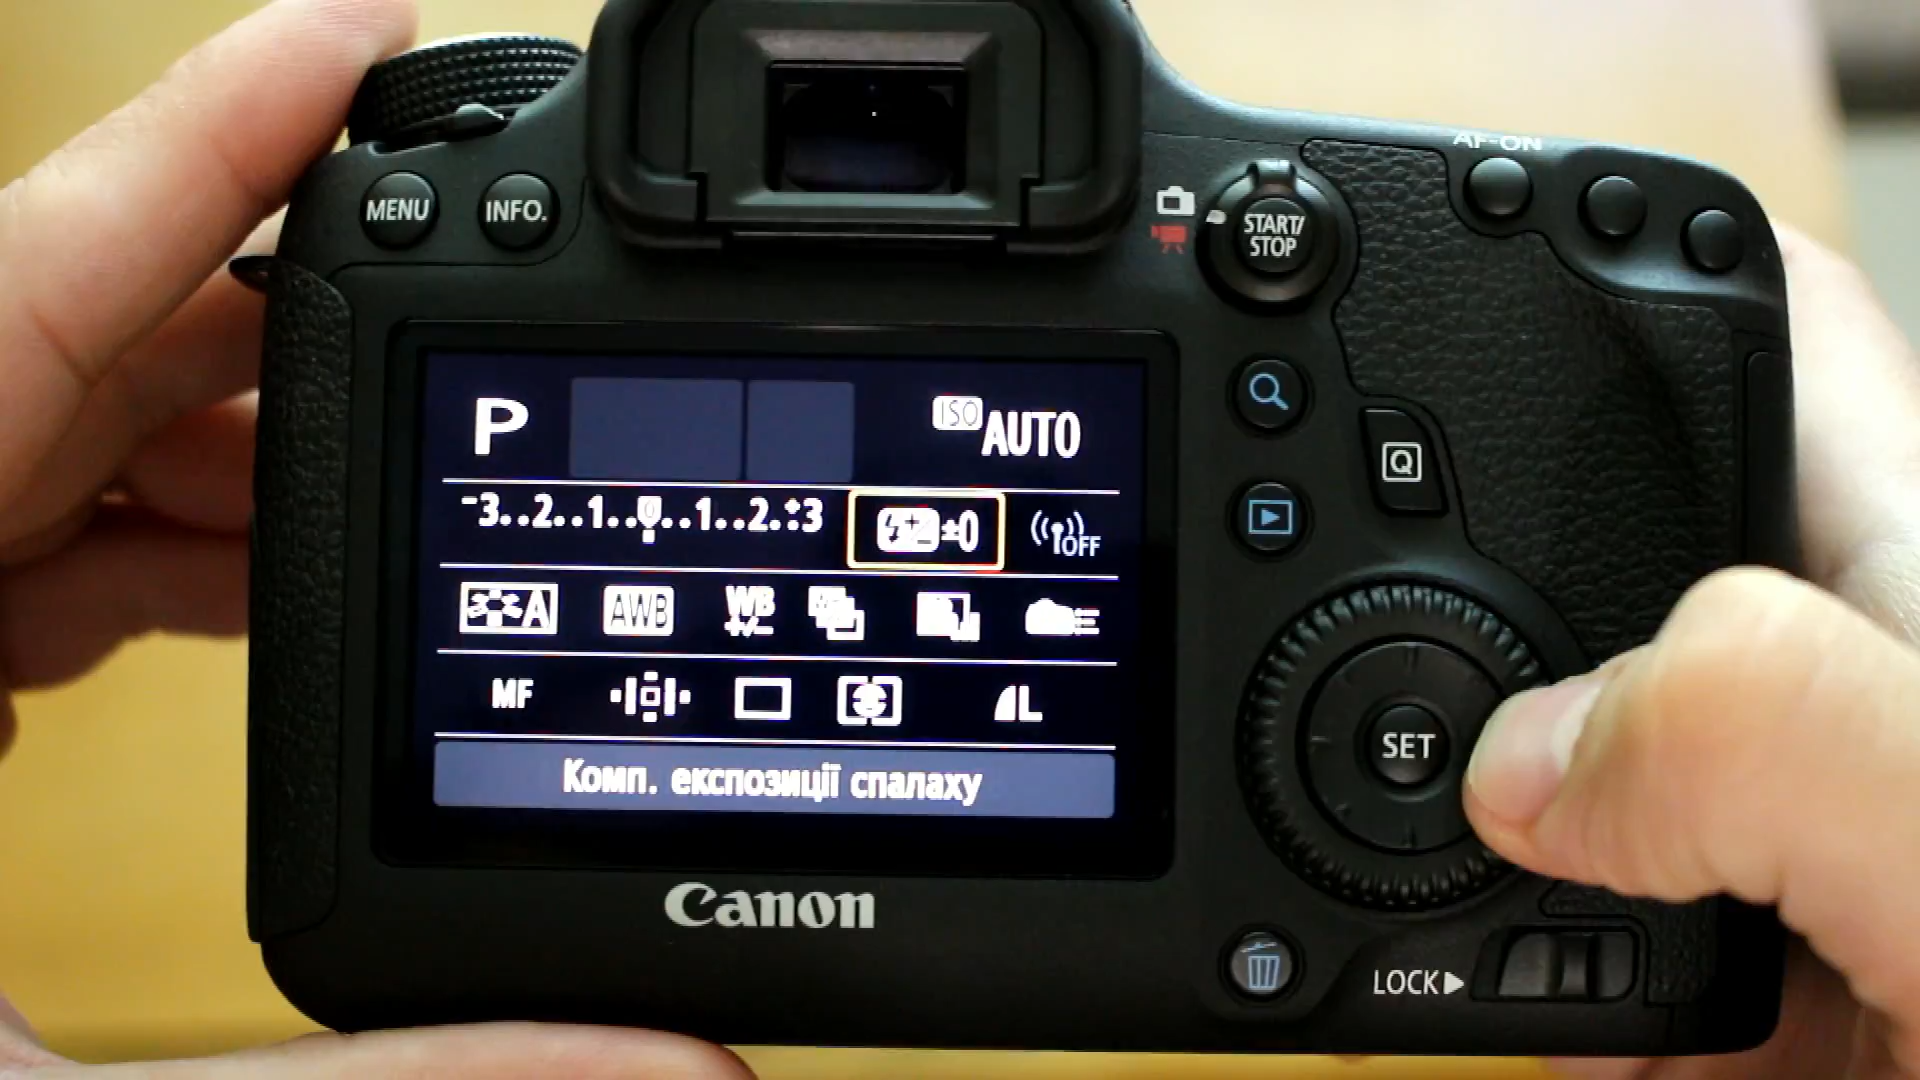 AF-ON
MENU INFO.
START/
STOP
P ISO AUTO
-3..2..1..0..1..2.:+3 ±0 OFF
A AWB WB +/-
MF L
Комп. експозиції спалаху
Q
SET
Canon
LOCK